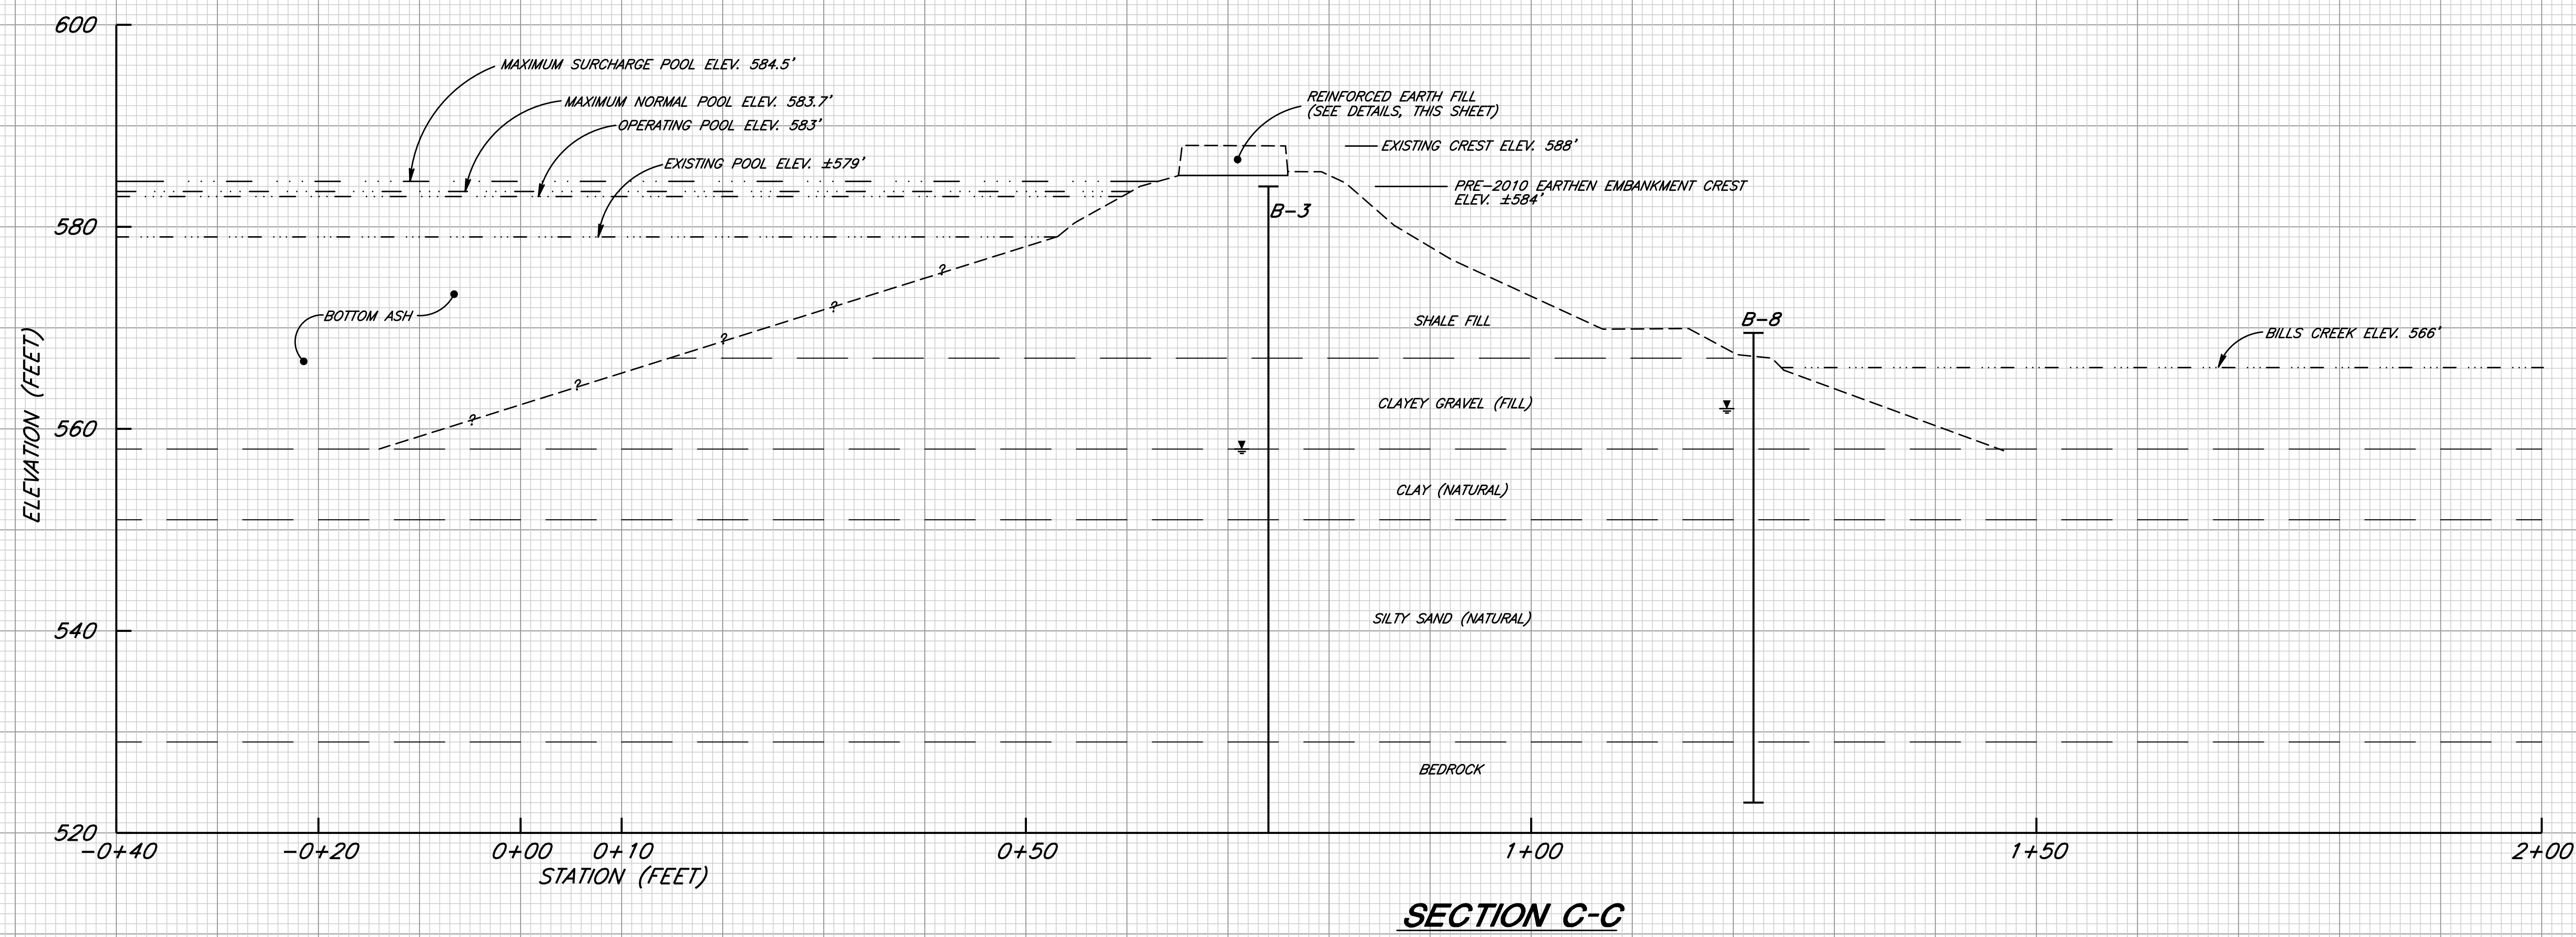 600
MAXIMUM SURCHARGE POOL ELEV. 584.5'
MAXIMUM NORMAL POOL ELEV. 583.7'
OPERATING POOL ELEV. 583'
EXISTING POOL ELEV. ±579'
REINFORCED EARTH FILL
(SEE DETAILS, THIS SHEET)
EXISTING CREST ELEV. 588'
PRE-2010 EARTHEN EMBANKMENT CREST
ELEV. ±584'
B-3
580
?
?
?
?
?
BOTTOM ASH
SHALE FILL
B-8
BILLS CREEK ELEV. 566'
ELEVATION (FEET)
CLAYEY GRAVEL (FILL)
560
CLAY (NATURAL)
SILTY SAND (NATURAL)
540
BEDROCK
520
-0+40
-0+20
0+00
0+10
0+50
1+00
1+50
2+00
STATION (FEET)
SECTION C-C